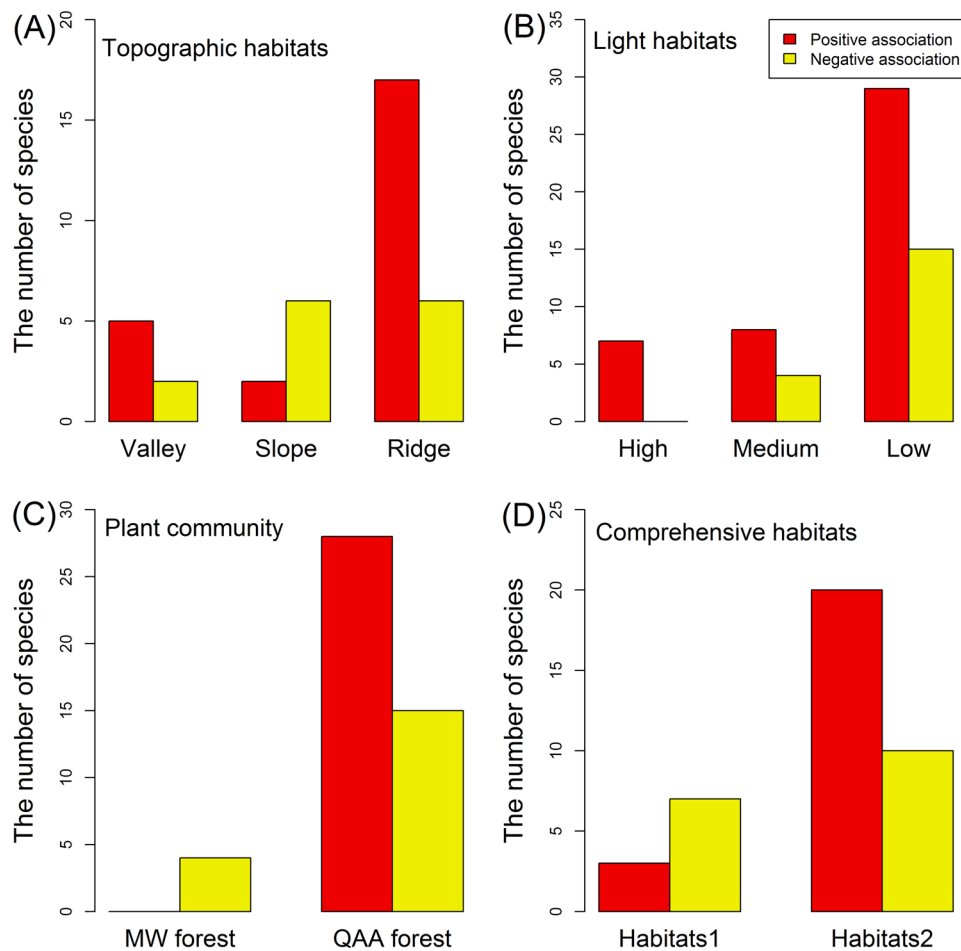 (A)
Topographic habitats
The number of species
20
15
10
5
0
Valley Slope Ridge
(B)
Light habitats
Positive association
Negative association
The number of species
35
30
25
20
15
10
5
0
High Medium Low
(C)
Plant community
The number of species
30
25
20
15
10
5
0
MW forest QAA forest
(D)
Comprehensive habitats
The number of species
25
20
15
10
5
0
Habitats1 Habitats2